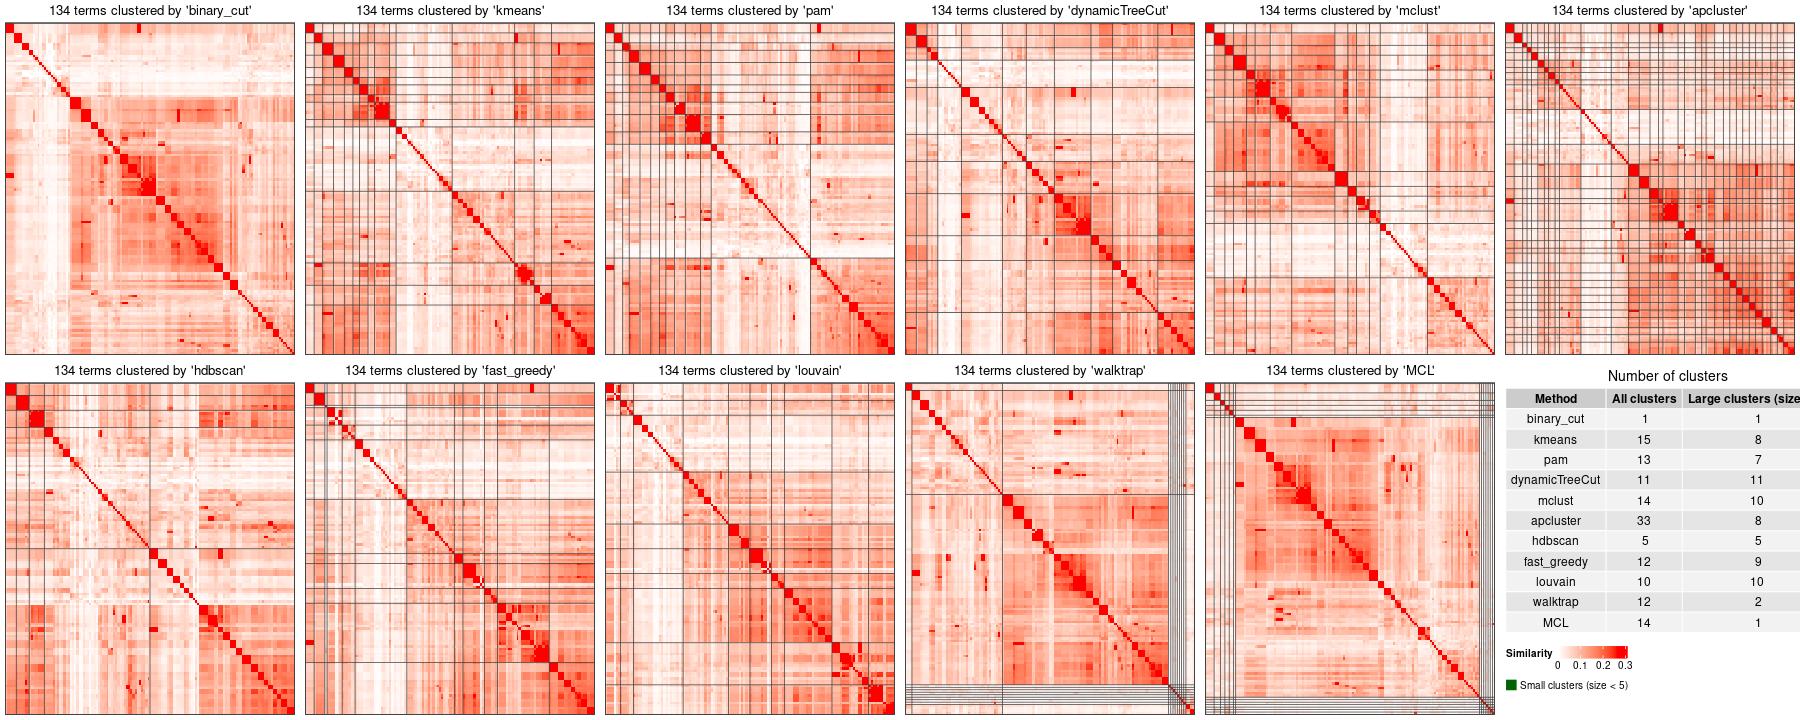 134 terms clustered by 'binary_cut'
134 terms clustered by 'kmeans'
134 terms clustered by 'pam'
134 terms clustered by 'dynamicTreeCut'
134 terms clustered by 'mclust'
134 terms clustered by 'apcluster'
134 terms clustered by 'hdbscan'
134 terms clustered by 'fast_greedy'
134 terms clustered by 'louvain'
134 terms clustered by 'walktrap'
134 terms clustered by 'MCL'
Number of clusters
Method All clusters Large clusters (size
binary_cut 1 1
kmeans 15 8
pam 13 7
dynamicTreeCut 11 11
mclust 14 10
apcluster 33 8
hdbscan 5 5
fast_greedy 12 9
louvain 10 10
walktrap 12 2
MCL 14 1
Similarity
0 0.1 0.2 0.3
Small clusters (size < 5)